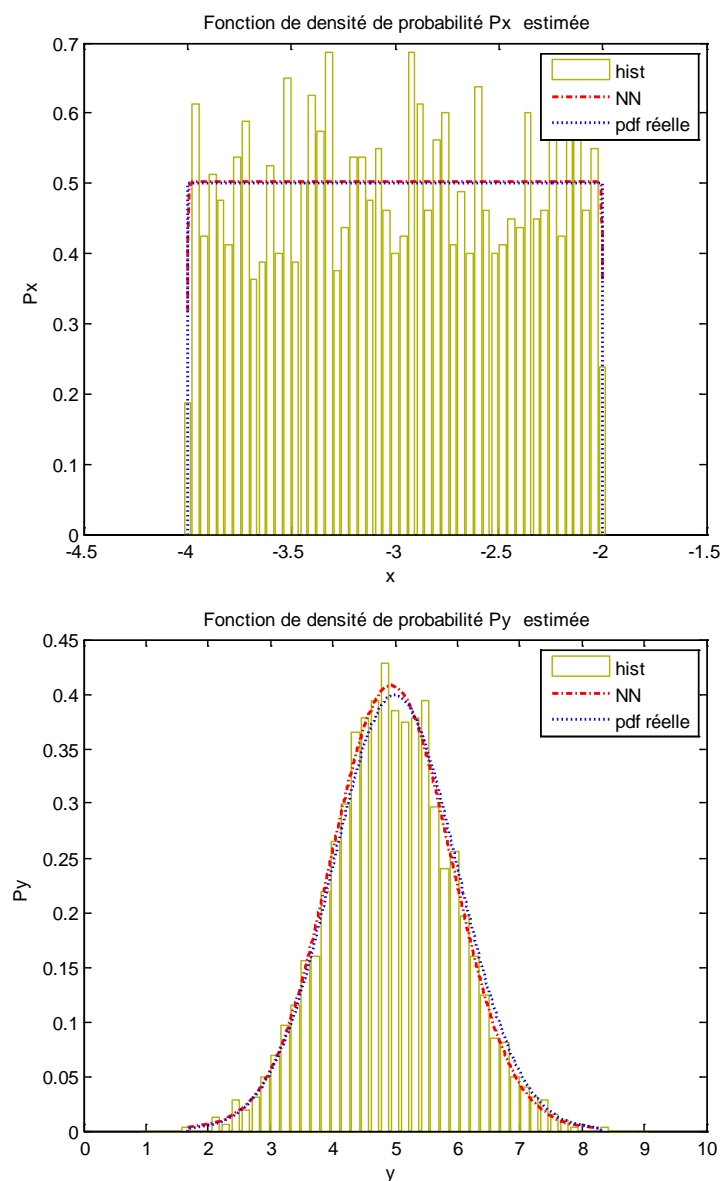 Fonction de densité de probabilité Px estimée
0.7
0.6
0.5
0.4
0.3
0.2
0.1
0
Px
hist
NN
pdf réelle
-4.5 -4 -3.5 -3 -2.5 -2 -1.5
x
Fonction de densité de probabilité Py estimée
0.45
0.4
0.35
0.3
0.25
0.2
0.15
0.1
0.05
0
Py
hist
NN
pdf réelle
0 1 2 3 4 5 6 7 8 9 10
y